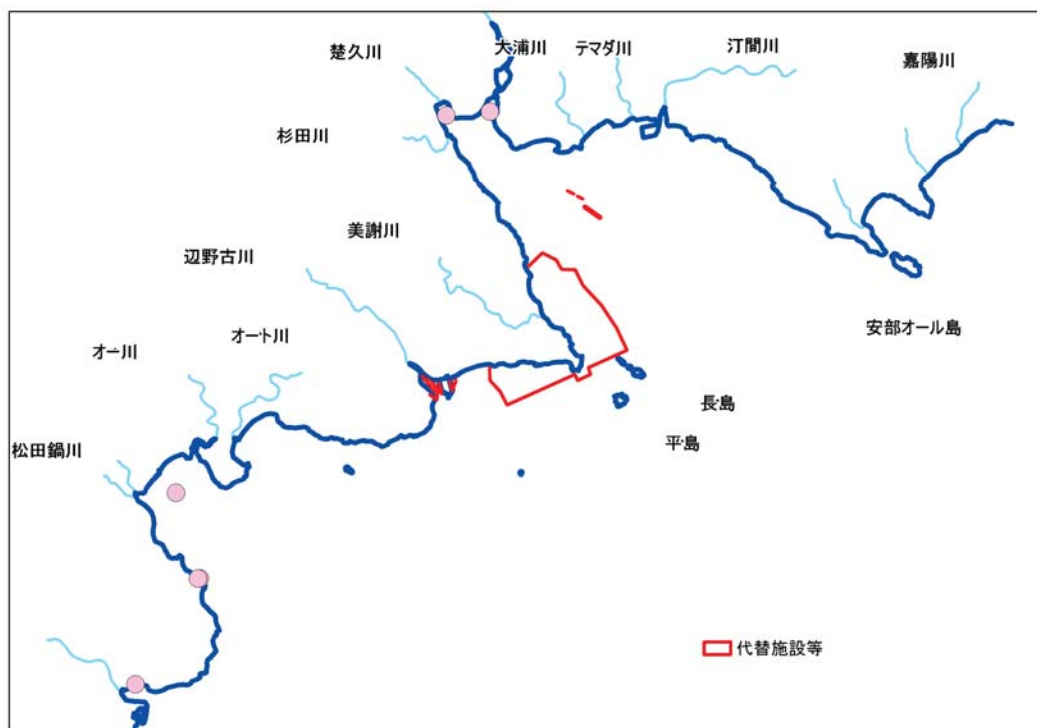 楚久川
大浦川
テマダ川
汀間川
嘉陽川
杉田川
美謝川
辺野古川
オー川
オート川
安部オール島
長島
平島
松田鍋川
代替施設等